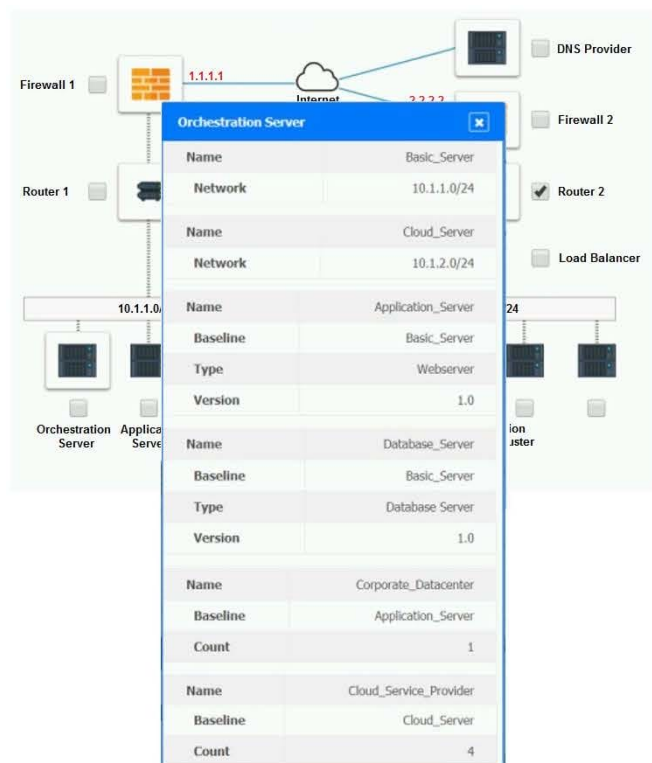 DNS Provider
Firewall 1
1.1.1.1
Internet
2.2.2.2
Firewall 2
Orchestration Server
Name Basic_Server
Network 10.1.1.0/24
Router 1
Router 2
Name Cloud_Server
Network 10.1.2.0/24
Load Balancer
10.1.1.0/
24
Name Application_Server
Baseline Basic_Server
Type Webserver
Version 1.0
Orchestration
Server
Applica
Serve
ion
uster
Name Database_Server
Baseline Basic_Server
Type Database Server
Version 1.0
Name Corporate_Datacenter
Baseline Application_Server
Count 1
Name Cloud_Service_Provider
Baseline Cloud_Server
Count 4